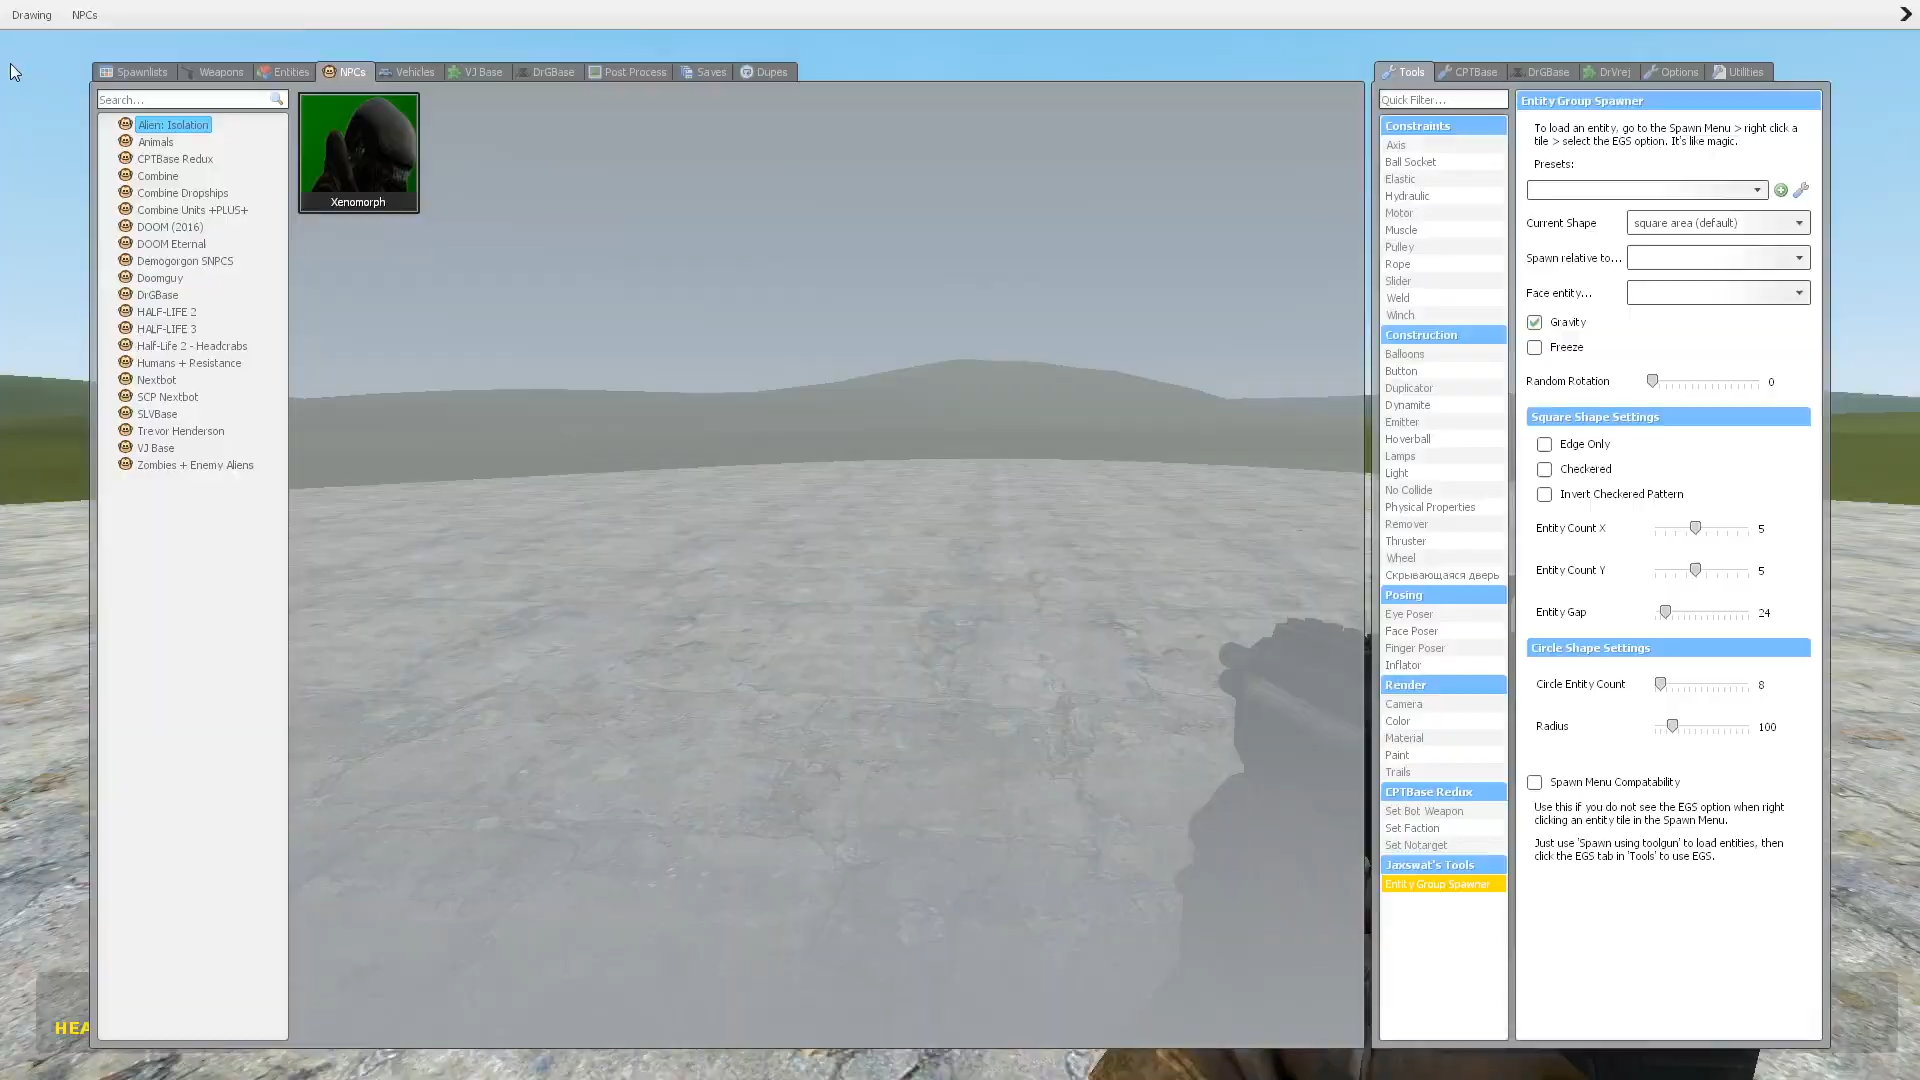 Drawing NPCs
Spawnlists Weapons Entities NPCs Vehicles VJ Base DrGBase Post Process Saves Dupes
Search...
Alien: Isolation
Animals
CPTBase Redux
Combine
Combine Dropships
Combine Units +PLUS+
DOOM (2016)
DOOM Eternal
Demogorgon SNPCS
Doomguy
DrGBase
HALF-LIFE 2
HALF-LIFE 3
Half-Life 2 - Headcrabs
Humans + Resistance
Nextbot
SCP Nextbot
SLVBase
Trevor Henderson
VJ Base
Zombies + Enemy Aliens
Xenomorph
HEA
Tools CPTBase DrGBase DrVrej Options Utilities
Quick Filter...
Constraints
Axis
Ball Socket
Elastic
Hydraulic
Motor
Muscle
Pulley
Rope
Slider
Weld
Winch
Construction
Balloons
Button
Duplicator
Dynamite
Emitter
Hoverball
Lamps
Light
No Collide
Physical Properties
Remover
Thruster
Wheel
Скрывающаяся дверь
Posing
Eye Poser
Face Poser
Finger Poser
Inflator
Render
Camera
Color
Material
Paint
Trails
CPTBase Redux
Set Bot Weapon
Set Faction
Set Notarget
Jaxswat's Tools
Entity Group Spawner
Entity Group Spawner
To load an entity, go to the Spawn Menu > right click a
tile > select the EGS option. It's like magic.
Presets:
Current Shape square area (default)
Spawn relative to...
Face entity...
Gravity
Freeze
Random Rotation 0
Square Shape Settings
Edge Only
Checkered
Invert Checkered Pattern
Entity Count X 5
Entity Count Y 5
Entity Gap 24
Circle Shape Settings
Circle Entity Count 8
Radius 100
Spawn Menu Compatability
Use this if you do not see the EGS option when right
clicking an entity tile in the Spawn Menu.
Just use 'Spawn using toolgun' to load entities, then
click the EGS tab in 'Tools' to use EGS.